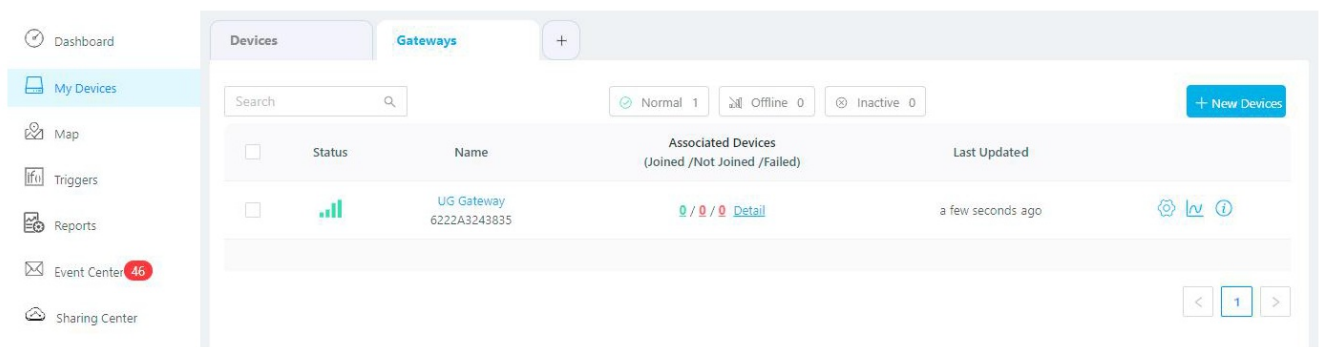 Dashboard
My Devices
Map
Triggers
Reports
Event Center 46
Sharing Center
Devices
Gateways
+
Search
Normal 1
Offline 0
Inactive 0
+ New Devices
Status
Name
Associated Devices
(Joined /Not Joined /Failed)
Last Updated
UG Gateway
6222A3243835
0 / 0 / 0 Detail
a few seconds ago
< 1 >